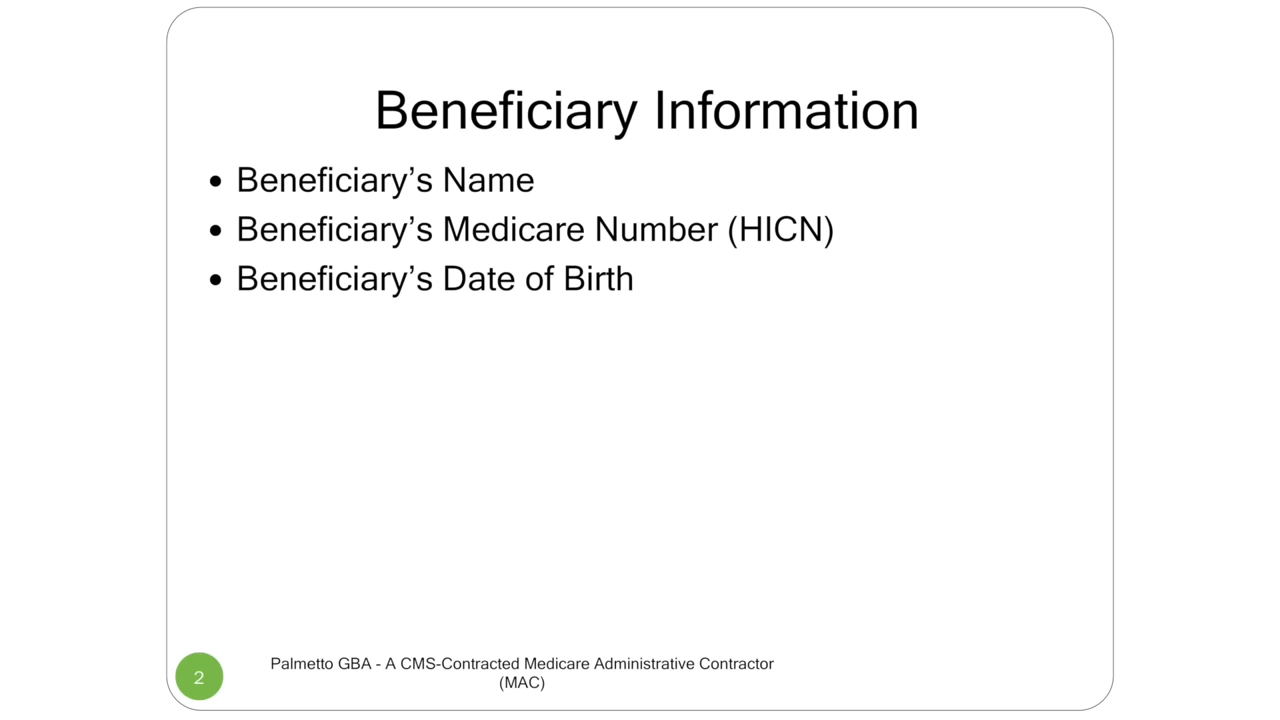 Beneficiary Information
• Beneficiary’s Name
• Beneficiary’s Medicare Number (HICN)
• Beneficiary’s Date of Birth
2
Palmetto GBA - A CMS-Contracted Medicare Administrative Contractor
(MAC)